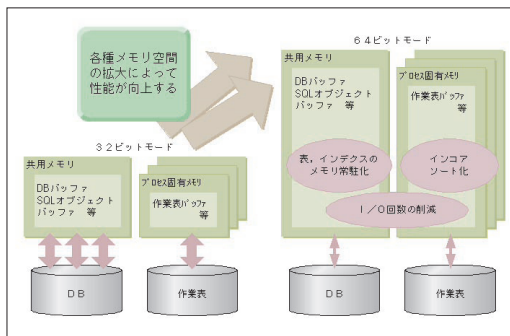 各種メモリ空間
の拡大によって
性能が向上する
32ビットモード
共用メモリ
DBバッファ
SQLオブジェクト
バッファ 等
プロセス固有メモリ
作業表バッファ
等
DB
作業表
64ビットモード
共用メモリ
DBバッファ
SQLオブジェクト
バッファ 等
プロセス固有メモリ
作業表バッファ
等
表，インデクスの
メモリ常駐化
インコア
ソート化
I／O回数の削減
DB
作業表